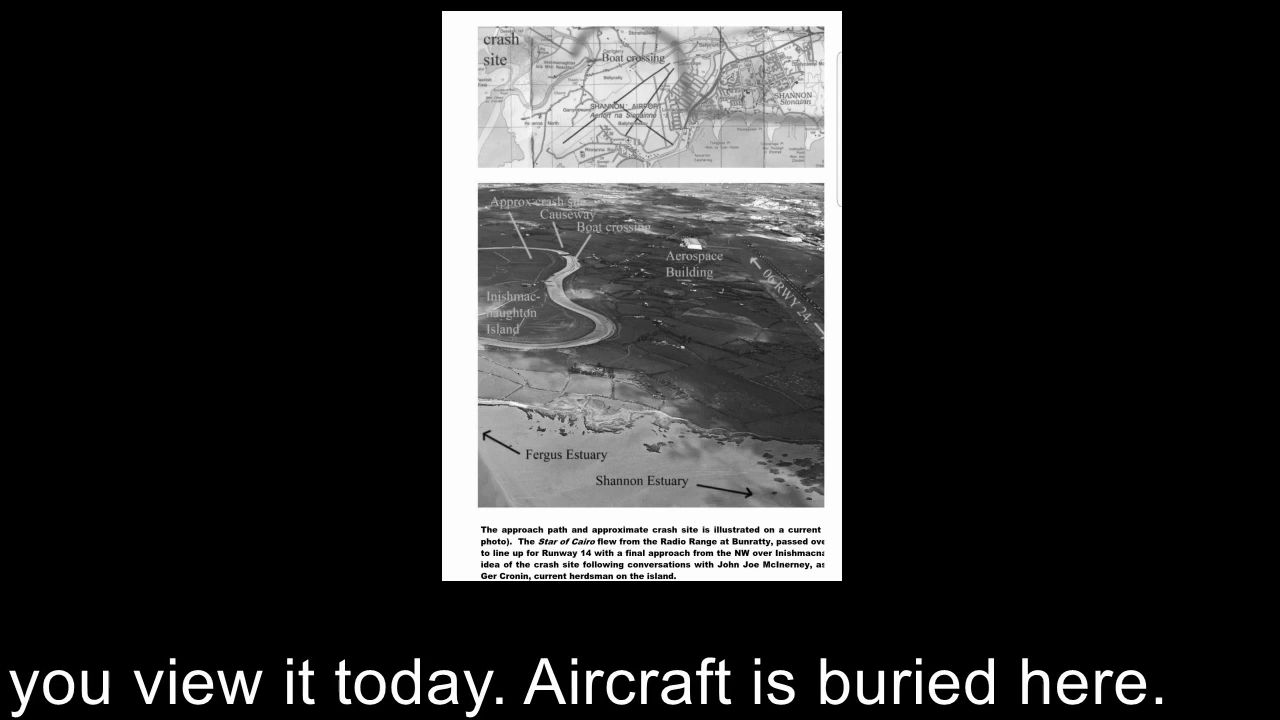 crash
site
Boat crossing
SHANNON AIRPORT
Aerfort na Sionainne
SHANNON
Sionainn
Approx crash site
Causeway
Boat crossing
Aerospace
Building
06 RWY 24
Inishmac-
naughton
Island
Fergus Estuary
Shannon Estuary
The approach path and approximate crash site is illustrated on a current
photo). The Star of Cairo flew from the Radio Range at Bunratty, passed ove
to line up for Runway 14 with a final approach from the NW over Inishmacna
idea of the crash site following conversations with John Joe McInerney, as
Ger Cronin, current herdsman on the island.
you view it today. Aircraft is buried here.